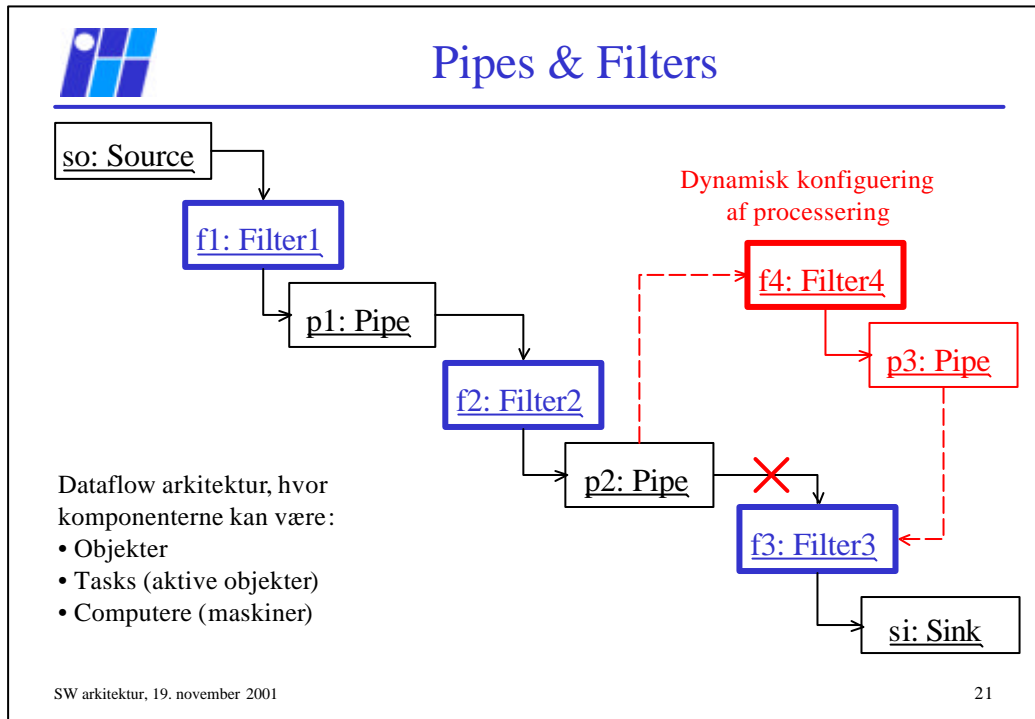 Pipes & Filters
so: Source
f1: Filter1
p1: Pipe
f2: Filter2
p2: Pipe
Dynamisk konfiguering
af processering
f4: Filter4
p3: Pipe
f3: Filter3
si: Sink
Dataflow arkitektur, hvor
komponenterne kan være:
• Objekter
• Tasks (aktive objekter)
• Computere (maskiner)
SW arkitektur, 19. november 2001
21